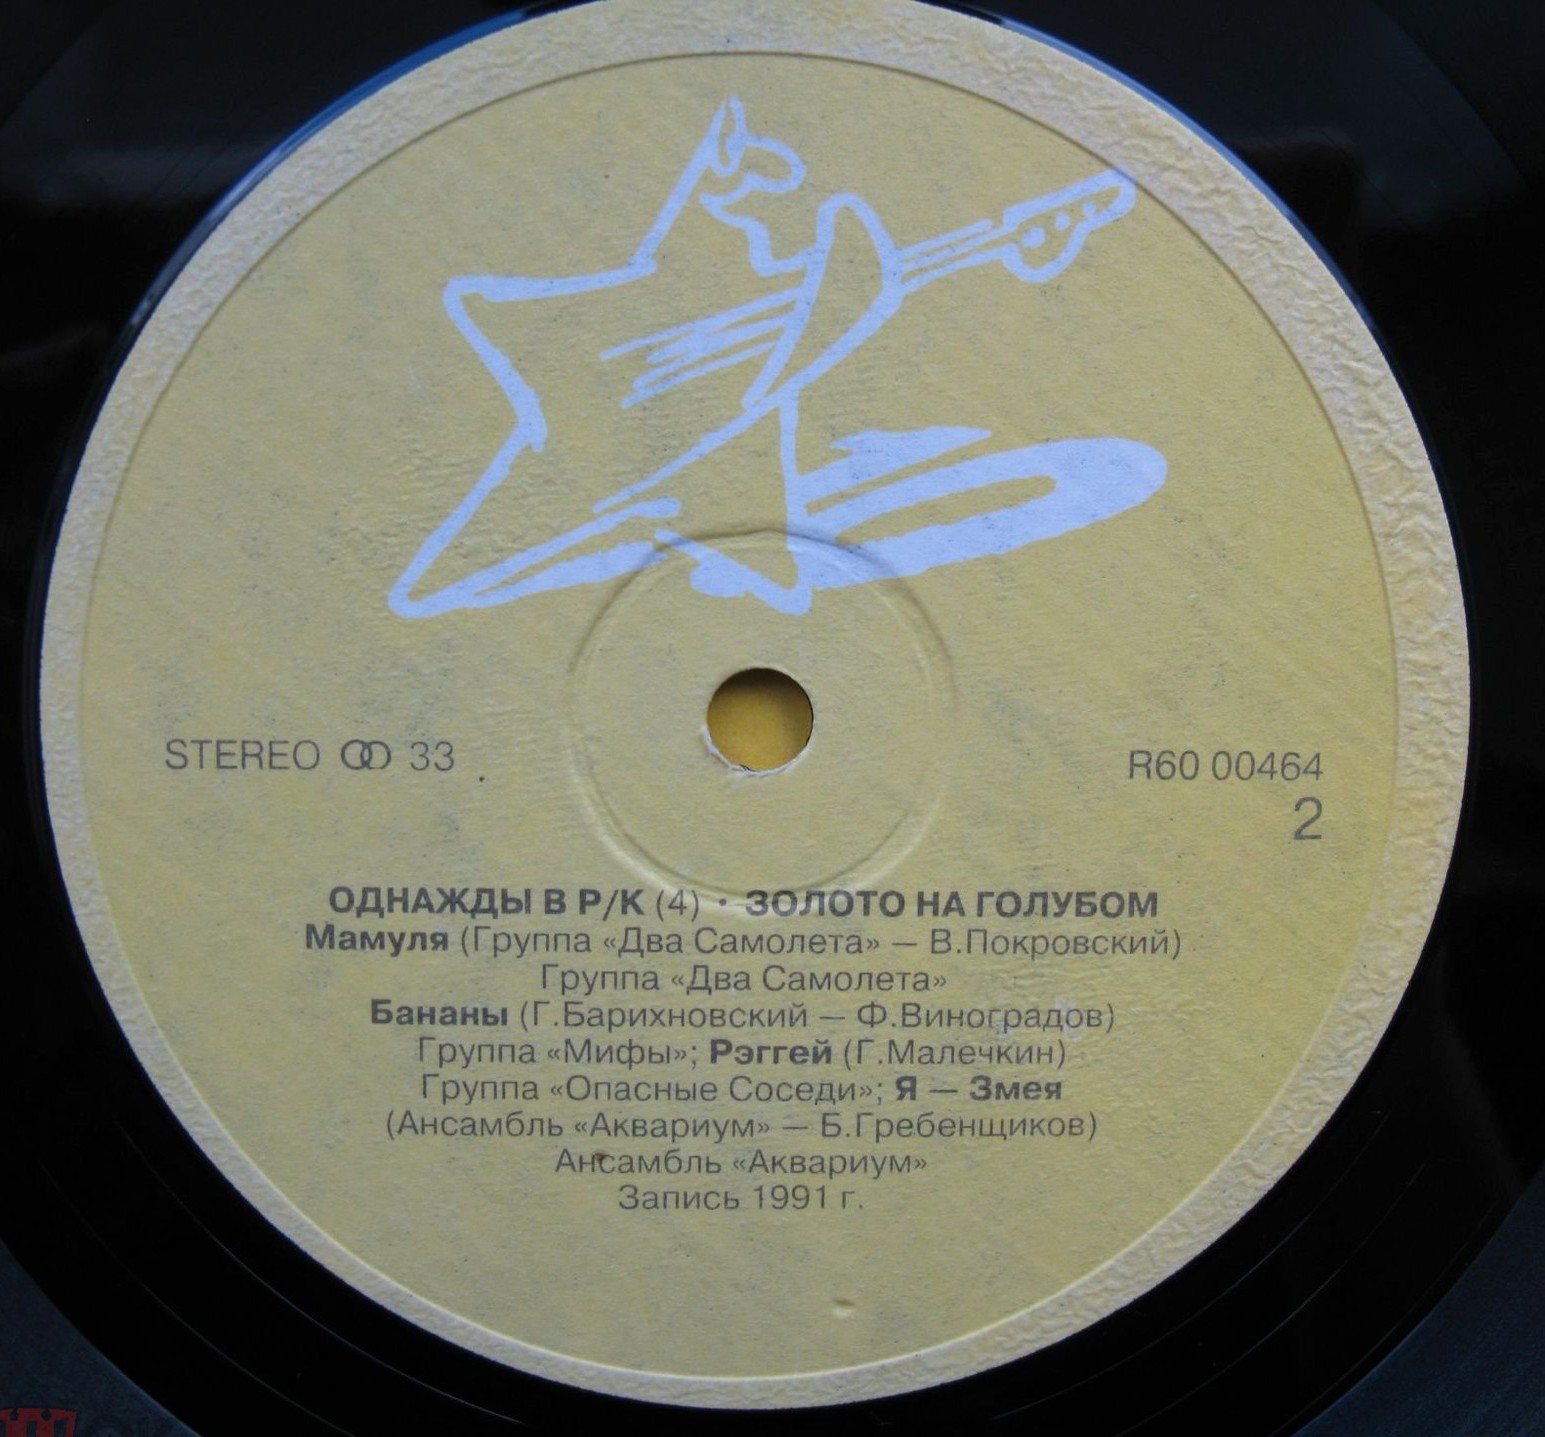 STEREO ꝏ 33
R60 00464
2
ОДНАЖДЫ В Р/К (4) · ЗОЛОТО НА ГОЛУБОМ
Мамуля (Группа «Два Самолета» — В.Покровский)
Группа «Два Самолета»
Бананы (Г.Барихновский — Ф.Виноградов)
Группа «Мифы»; Рэггей (Г.Малечкин)
Группа «Опасные Соседи»; Я — Змея
(Ансамбль «Аквариум» — Б.Гребенщиков)
Ансамбль «Аквариум»
Запись 1991 г.